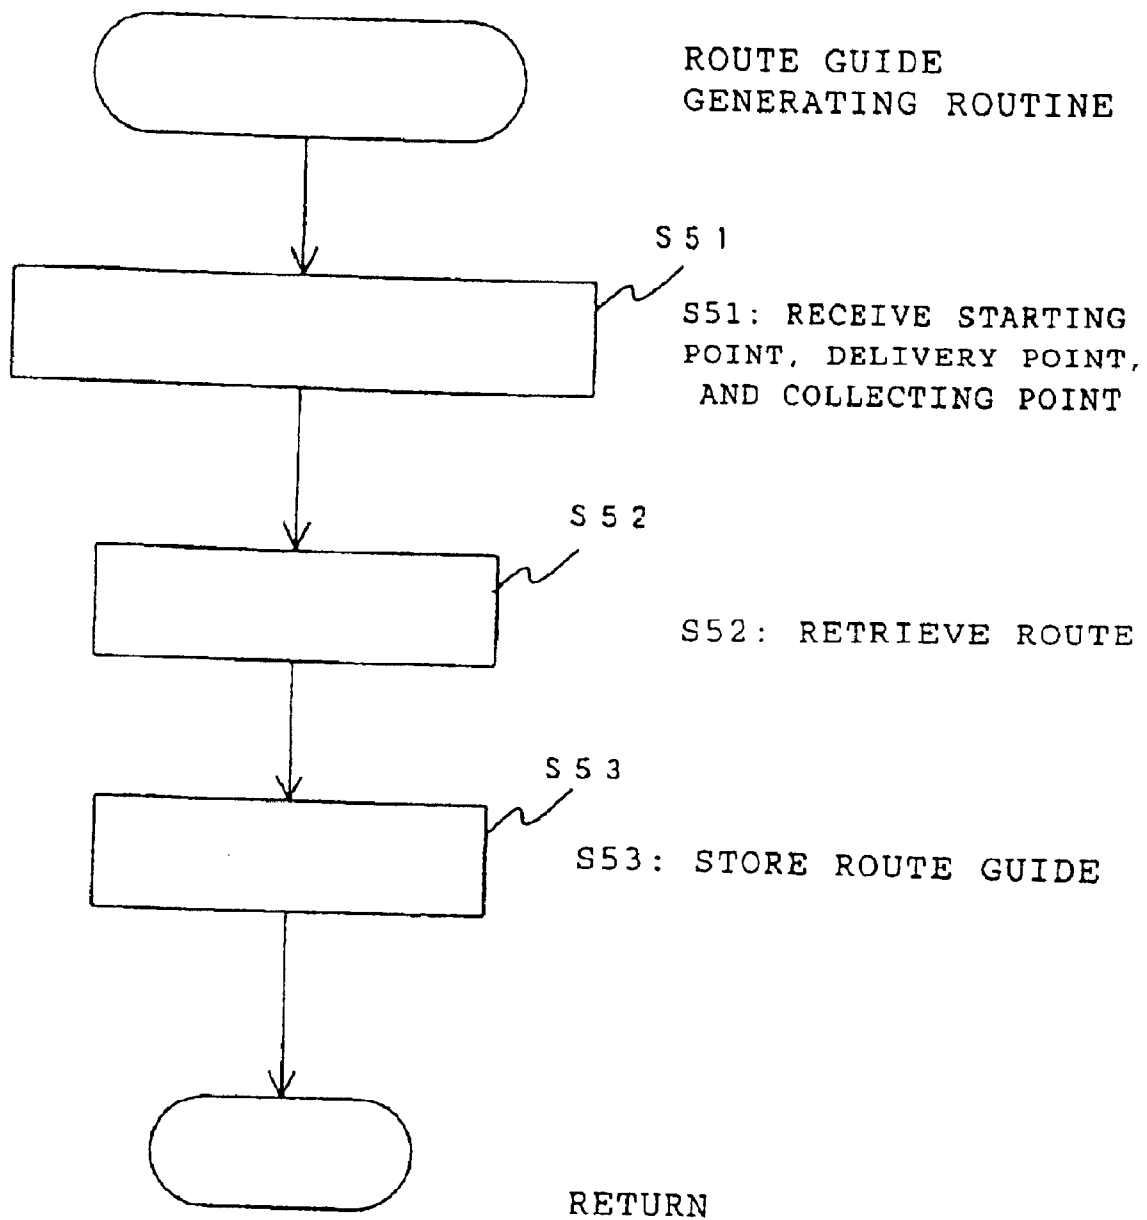 ROUTE GUIDE
GENERATING ROUTINE
S51
S51: RECEIVE STARTING
POINT, DELIVERY POINT,
AND COLLECTING POINT
S52
S52: RETRIEVE ROUTE
S53
S53: STORE ROUTE GUIDE
RETURN